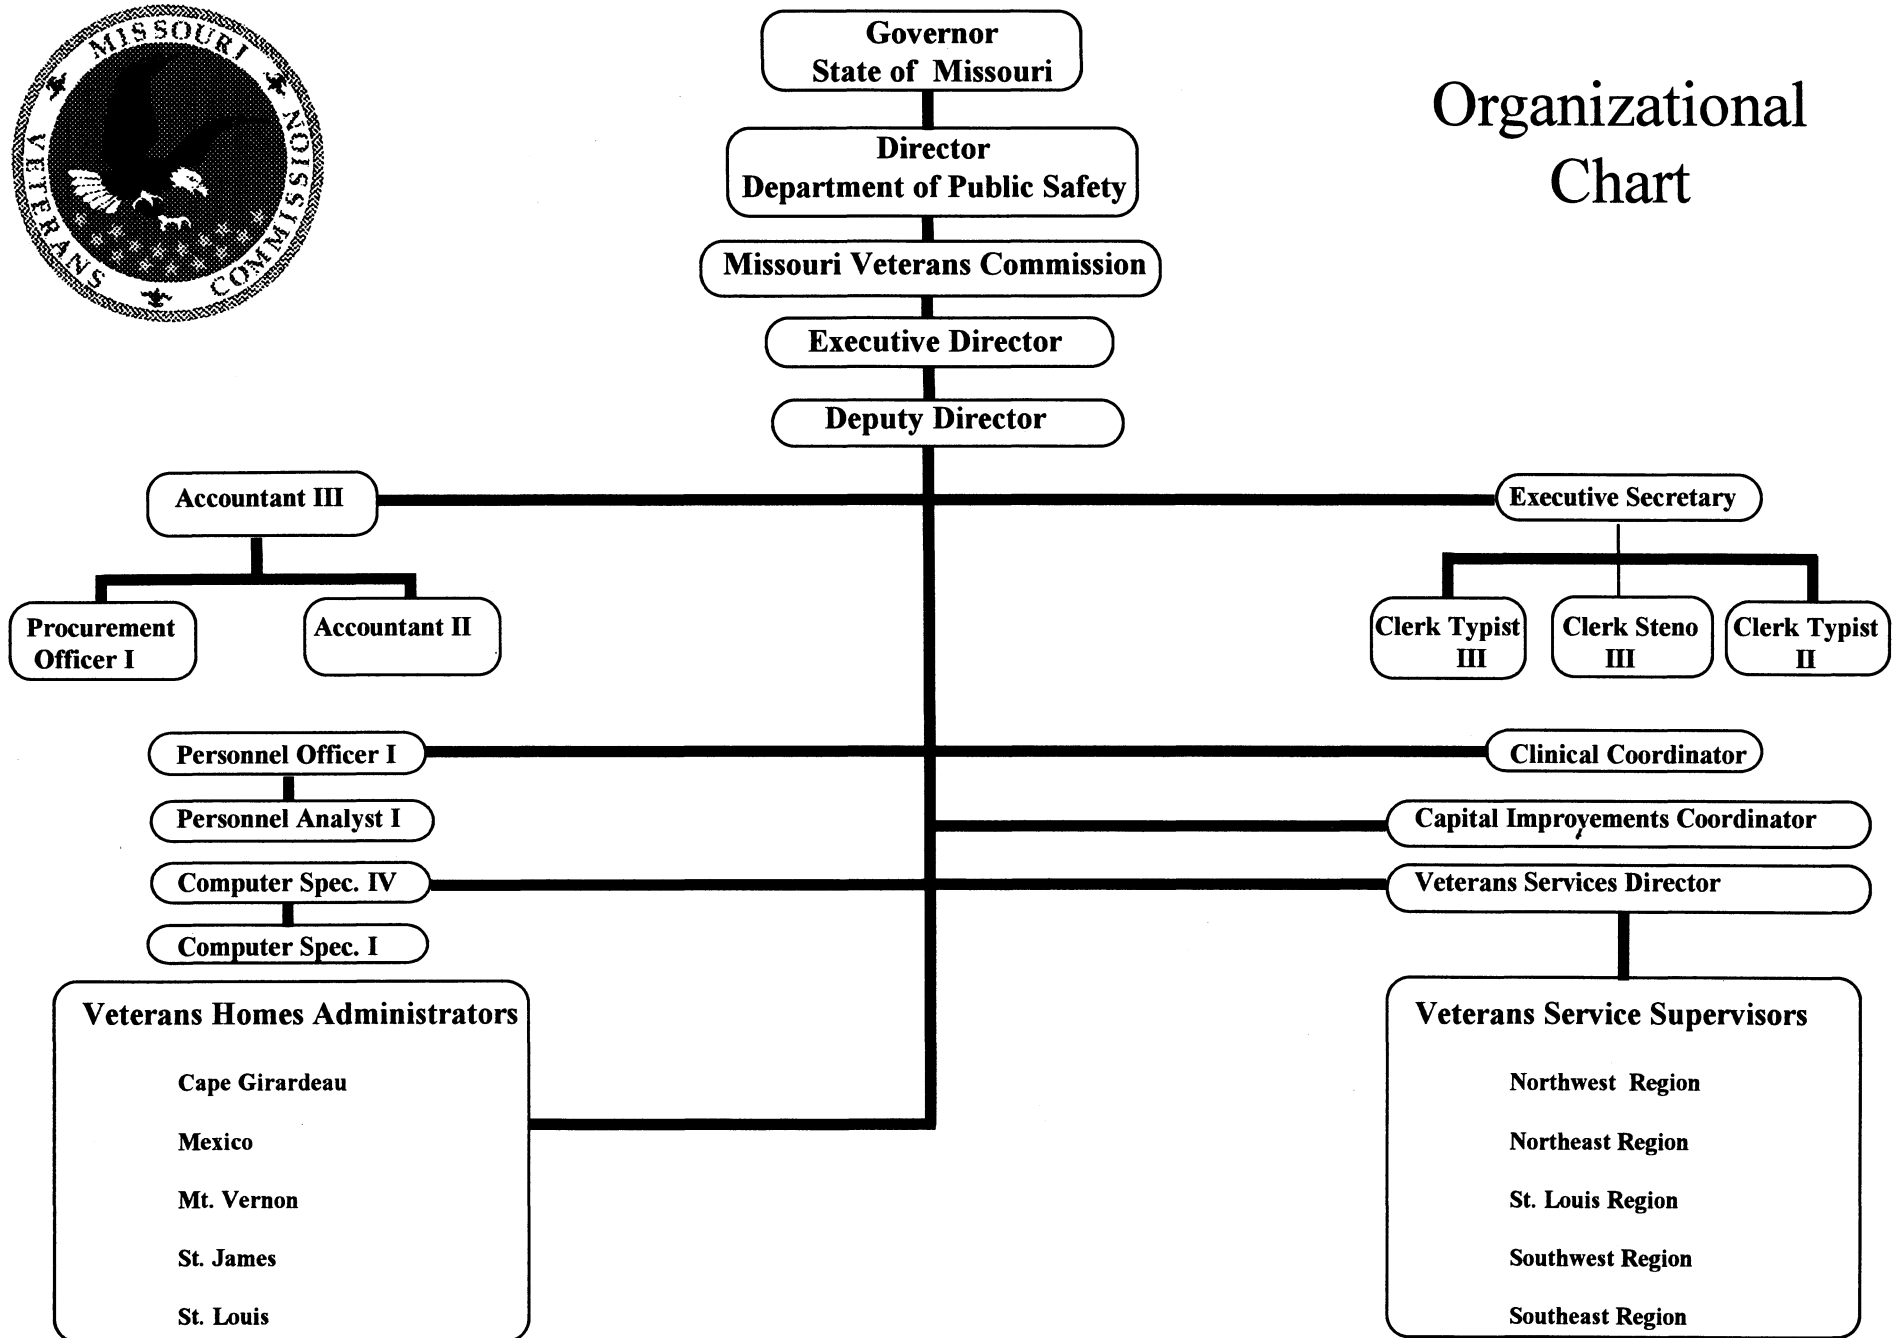 MISSOURI VETERANS COMMISSION
Organizational
Chart
Governor
State of Missouri
Director
Department of Public Safety
Missouri Veterans Commission
Executive Director
Deputy Director
Accountant III
Executive Secretary
Procurement
Officer I
Accountant II
Clerk Typist
III
Clerk Steno
III
Clerk Typist
II
Personnel Officer I
Clinical Coordinator
Personnel Analyst I
Capital Improvements Coordinator
Computer Spec. IV
Veterans Services Director
Computer Spec. I
Veterans Homes Administrators
Cape Girardeau
Mexico
Mt. Vernon
St. James
St. Louis
Veterans Service Supervisors
Northwest Region
Northeast Region
St. Louis Region
Southwest Region
Southeast Region